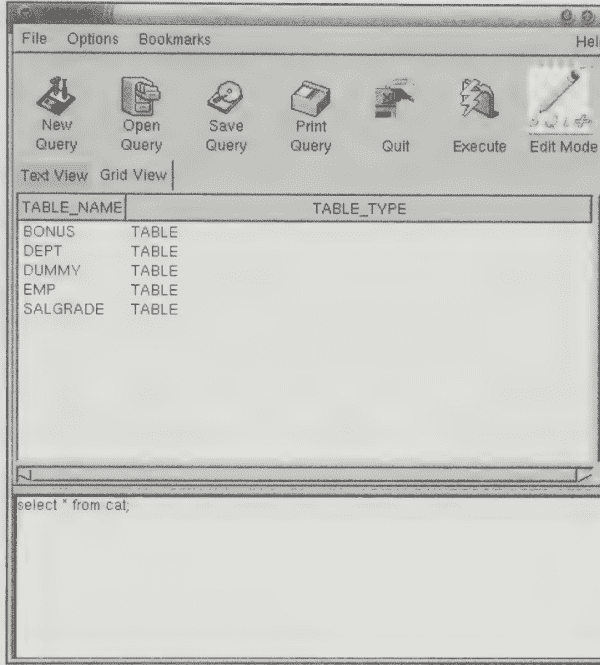 File Options Bookmarks
New Query Open Query Save Query Print Query Quit Execute Edit Mode
Text View Grid View
TABLE_NAME TABLE_TYPE
BONUS TABLE
DEPT TABLE
DUMMY TABLE
EMP TABLE
SALGRADE TABLE
select * from cat;